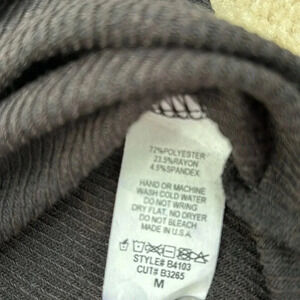 72%POLYESTER
23.5%RAYON
4.5%SPANDEX
HAND OR MACHINE
WASH COLD WATER
DO NOT WRING
DRY FLAT, NO DRYER
DO NOT BLEACH
MADE IN U.S.A.
STYLE# B4103
CUT# B3265
M